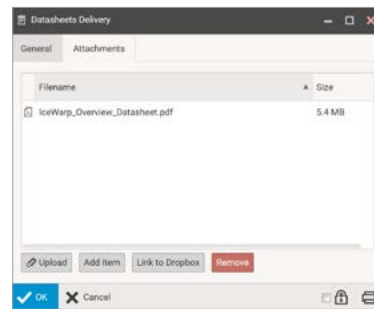 Datasheets Delivery
General Attachments
Filename Size
IceWarp_Overview_Datasheet.pdf 5.4 MB
Upload Add Item Link to Dropbox Remove
OK Cancel